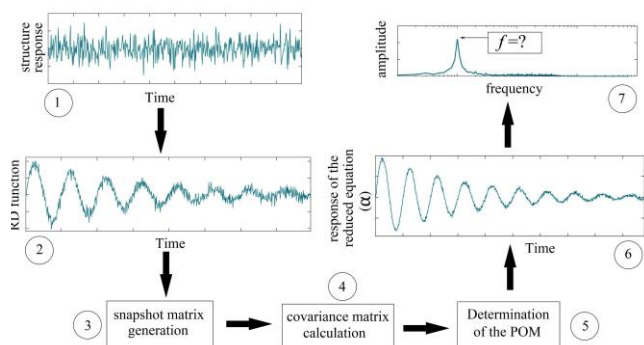 structure
response
Time
1
RD function
Time
2
3
snapshot matrix
generation
4
covariance matrix
calculation
Determination
of the POM
5
response of the
reduced equation
(α)
Time
6
amplitude
f=?
frequency
7